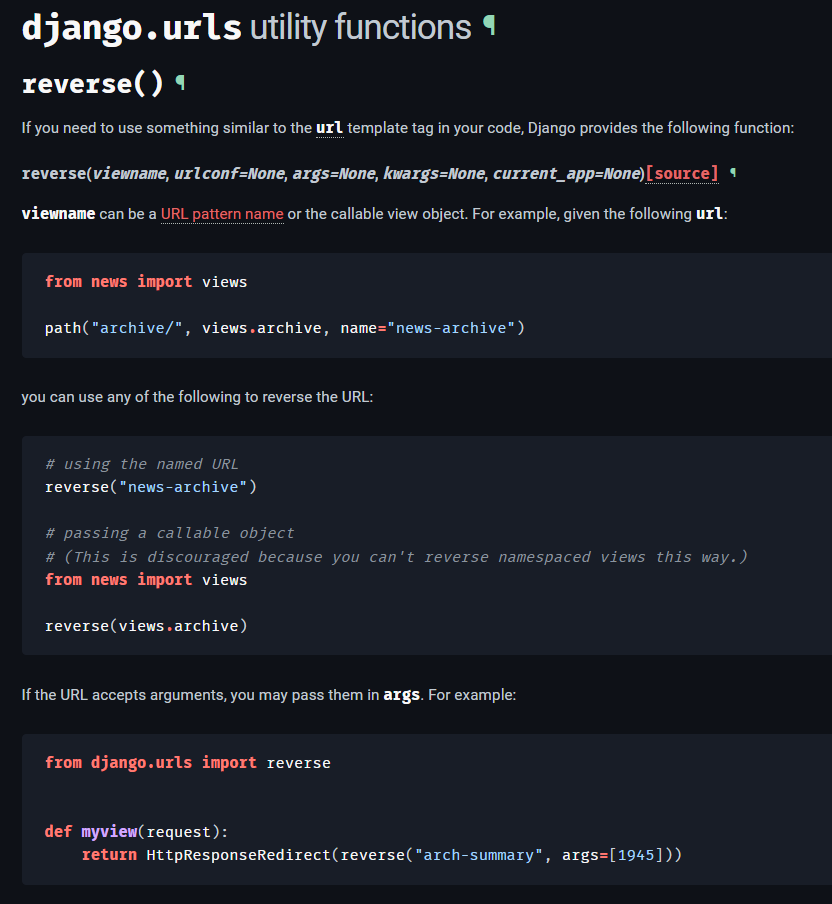 django.urls utility functions ¶
reverse() ¶
If you need to use something similar to the url template tag in your code, Django provides the following function:
reverse(viewname, urlconf=None, args=None, kwargs=None, current_app=None)[source] ¶
viewname can be a URL pattern name or the callable view object. For example, given the following url:
from news import views
path("archive/", views.archive, name="news-archive")
you can use any of the following to reverse the URL:
# using the named URL
reverse("news-archive")
# passing a callable object
# (This is discouraged because you can't reverse namespaced views this way.)
from news import views
reverse(views.archive)
If the URL accepts arguments, you may pass them in args. For example:
from django.urls import reverse
def myview(request):
    return HttpResponseRedirect(reverse("arch-summary", args=[1945]))